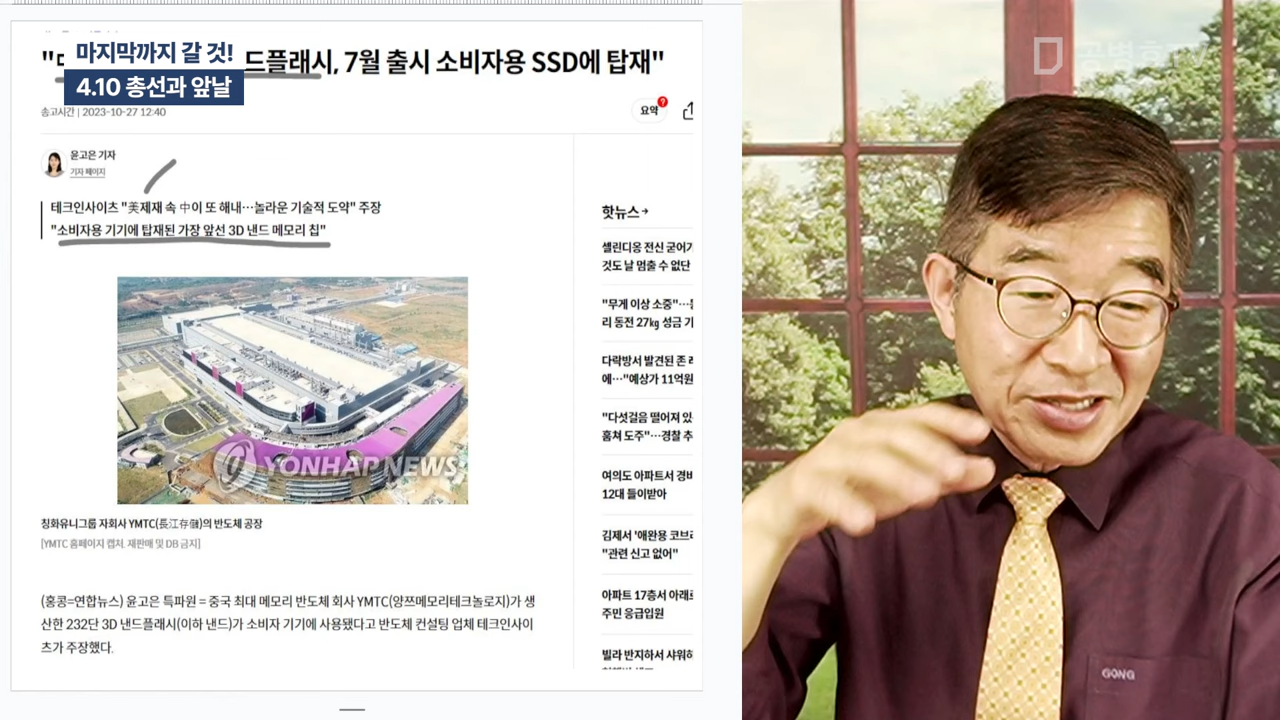 마지막까지 갈 것!
4.10 총선과 앞날
드플래시, 7월 출시 소비자용 SSD에 탑재"
송고시간 | 2023-10-27 12:40
요약
?
윤고은 기자
기자 페이지
테크인사이츠 "美제재 속 中이 또 해내…놀라운 기술적 도약" 주장
"소비자용 기기에 탑재된 가장 앞선 3D 낸드 메모리 칩"
YONHAP NEWS
칭화유니그룹 자회사 YMTC(長江存儲)의 반도체 공장
[YMTC 홈페이지 캡처. 재판매 및 DB 금지]
(홍콩=연합뉴스) 윤고은 특파원 = 중국 최대 메모리 반도체 회사 YMTC(양쯔메모리테크놀로지)가 생
산한 232단 3D 낸드플래시(이하 낸드)가 소비자 기기에 사용됐다고 반도체 컨설팅 업체 테크인사이
츠가 주장했다.
핫뉴스
셀린디옹 전신 굳어가
것도 날 멈출 수 없단
"무게 이상 소중"…
리 동전 27㎏ 성금 기
다락방서 발견된 존 레
에…"예상가 11억원
"다섯걸음 떨어져 있
훔쳐 도주"…경찰 추
여의도 아파트서 경비
12대 들이받아
김제서 '애완용 코브라
"관련 신고 없어"
아파트 17층서 아래로
주민 응급입원
빌라 반지하서 샤워하
공병호TV
GONG